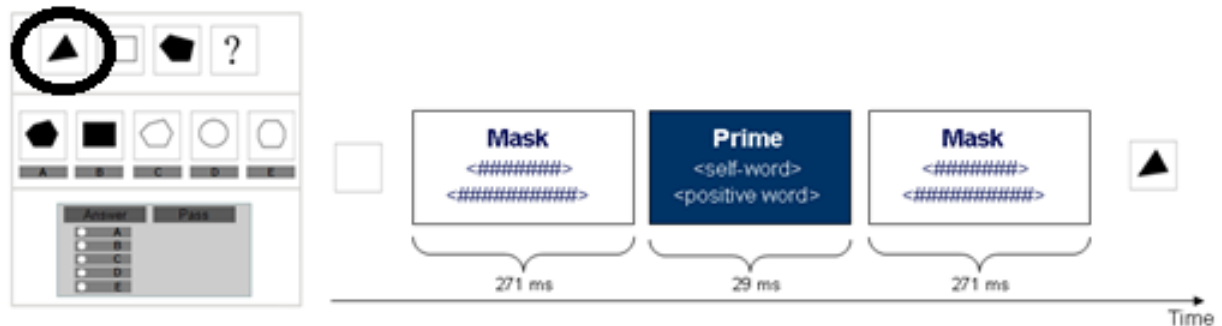 ?
A B C D E
Answer Pass
A
B
C
D
E
Mask
<#######>
<###########>
271 ms
Prime
<self-word>
<positive word>
29 ms
Mask
<#######>
<###########>
271 ms
Time